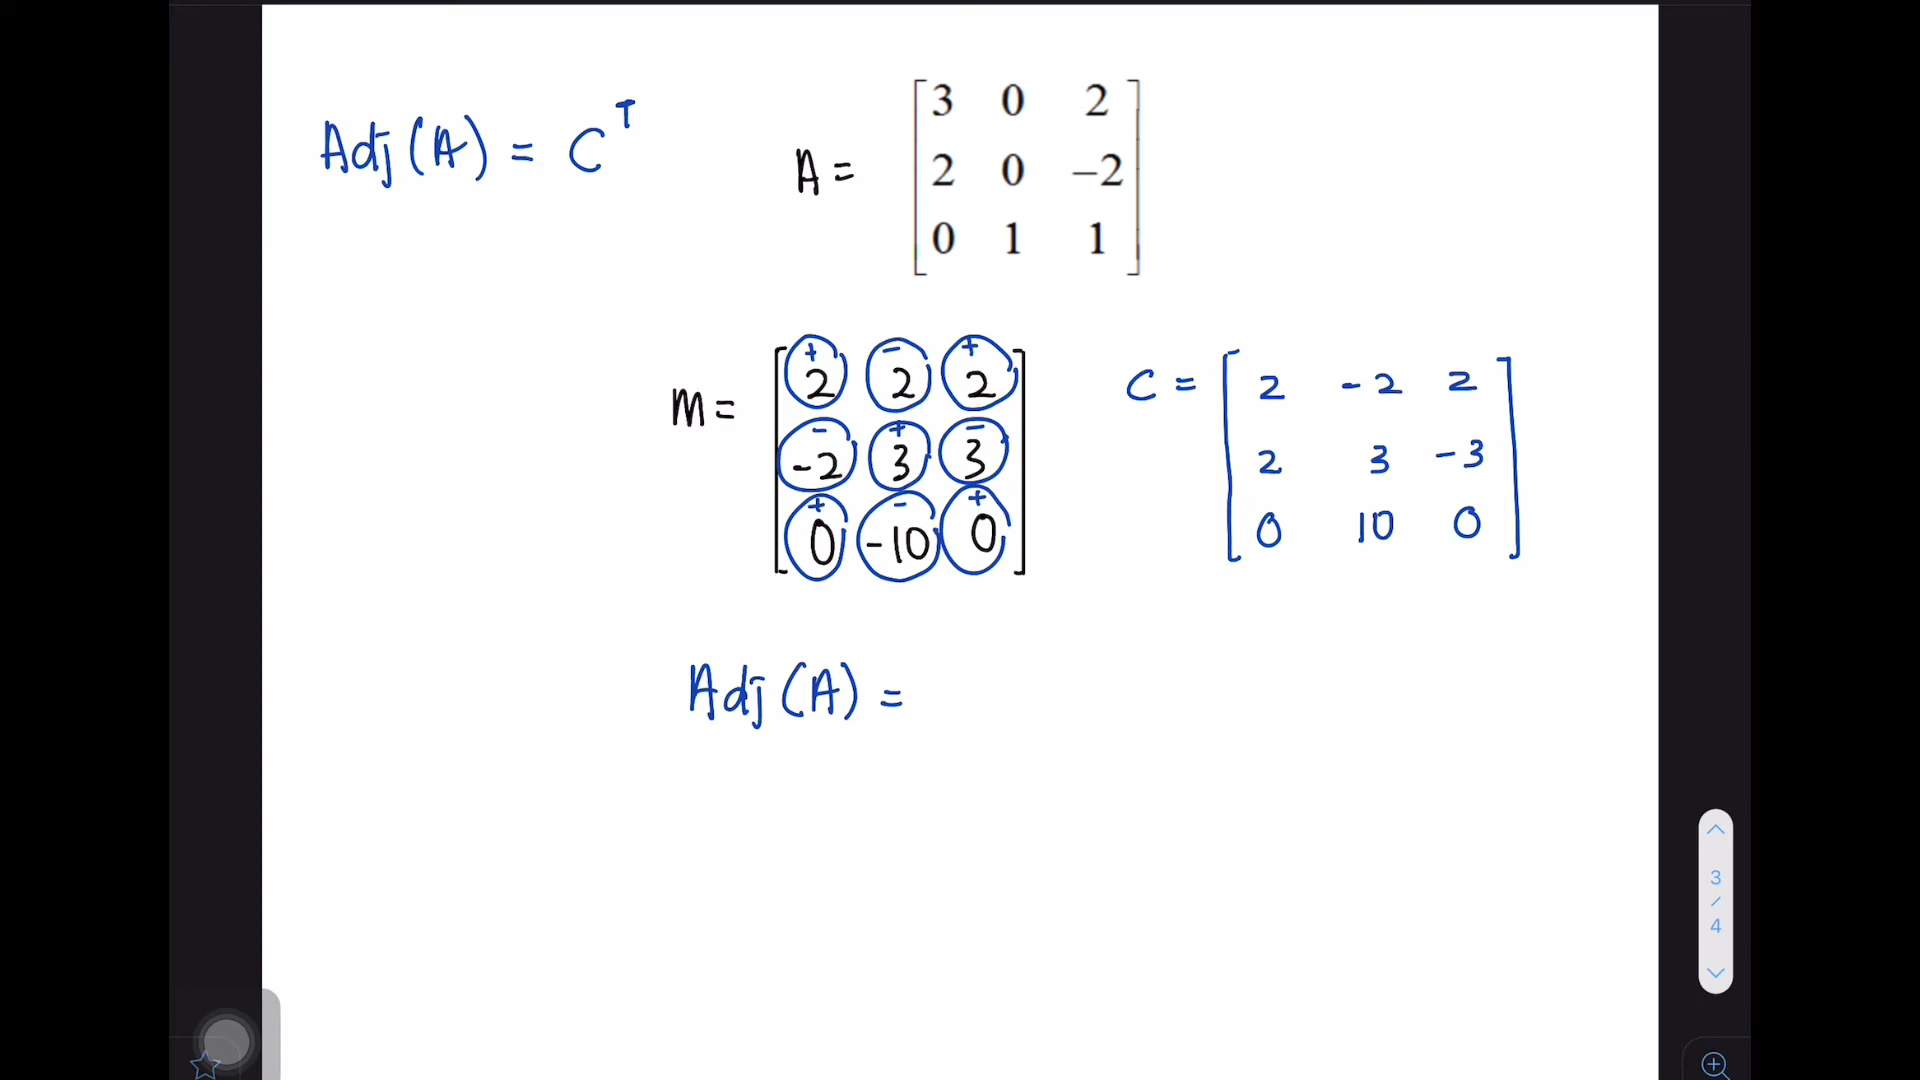 Adj(A) = Cᵀ
A =
3 0 2
2 0 −2
0 1 1
M =
+ − +
2 2 2
− + −
-2 3 3
+ − +
0 -10 0
C =
2 -2 2
2 3 -3
0 10 0
Adj(A) =
3
/
4